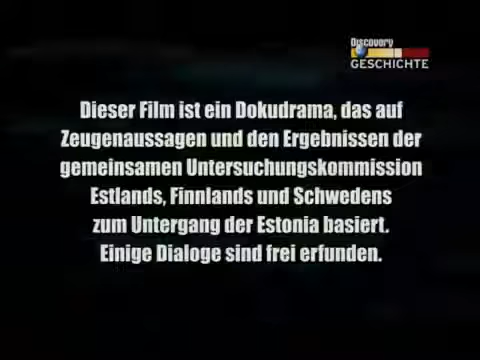 Discovery
GESCHICHTE
Dieser Film ist ein Dokudrama, das auf
Zeugenaussagen und den Ergebnissen der
gemeinsamen Untersuchungskommission
Estlands, Finnlands und Schwedens
zum Untergang der Estonia basiert.
Einige Dialoge sind frei erfunden.